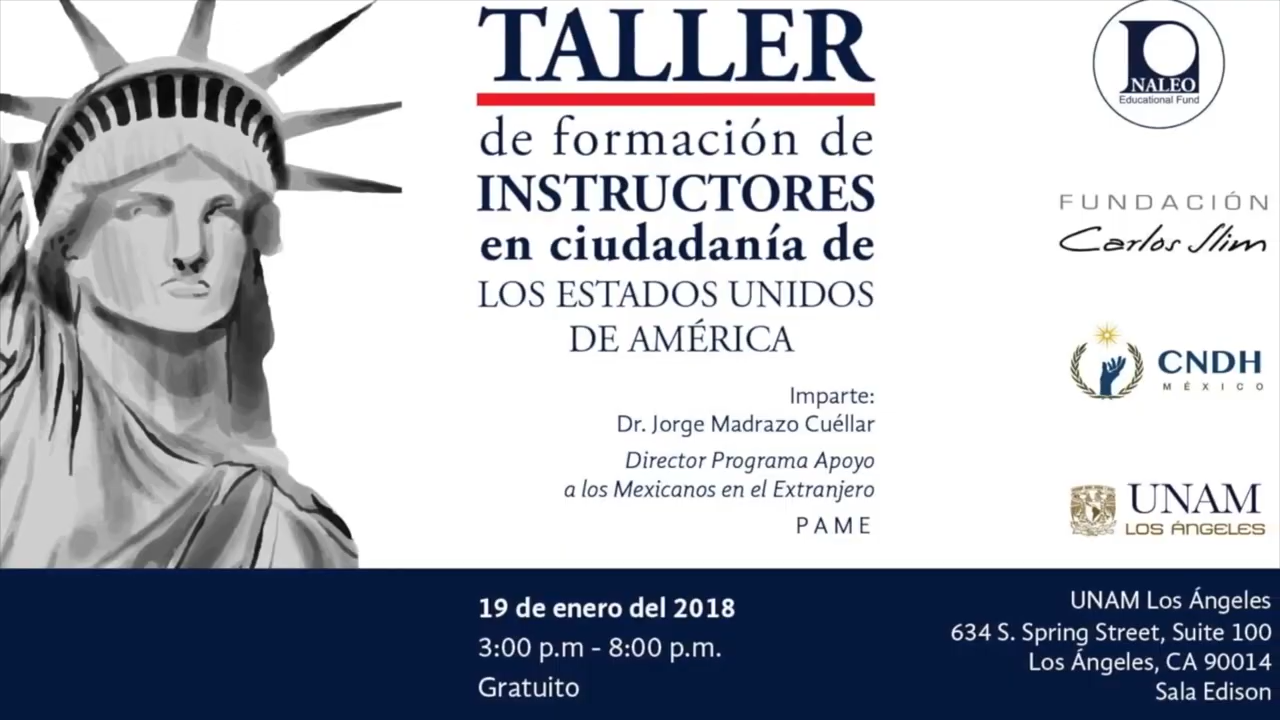 TALLER
de formación de
INSTRUCTORES
en ciudadanía de
LOS ESTADOS UNIDOS
DE AMÉRICA
Imparte:
Dr. Jorge Madrazo Cuéllar
Director Programa Apoyo
a los Mexicanos en el Extranjero
PAME
NALEO
Educational Fund
FUNDACIÓN
Carlos Slim
CNDH
MÉXICO
UNAM
LOS ÁNGELES
19 de enero del 2018
3:00 p.m - 8:00 p.m.
Gratuito
UNAM Los Ángeles
634 S. Spring Street, Suite 100
Los Ángeles, CA 90014
Sala Edison